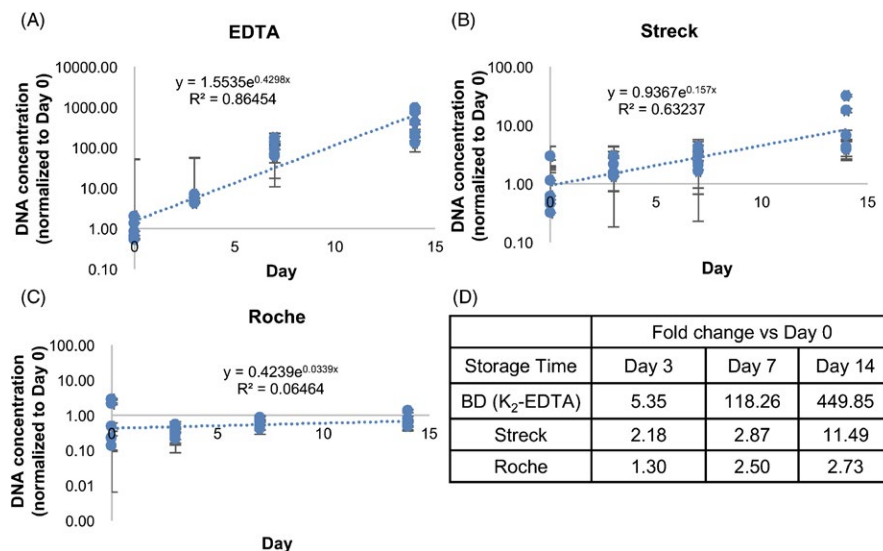 (A)
EDTA
DNA concentration
(normalized to Day 0)
10000.00
1000.00
100.00
10.00
1.00
0.10
y = 1.5535e^0.4298x
R² = 0.86454
0
5
10
15
Day
(B)
Streck
DNA concentration
(normalized to Day 0)
100.00
10.00
1.00
0.10
y = 0.9367e^0.157x
R² = 0.63237
0
5
10
15
Day
(C)
Roche
DNA concentration
(normalized to Day 0)
100.00
10.00
1.00
0.10
0.01
0.00
y = 0.4239e^0.0339x
R² = 0.06464
0
5
10
15
Day
(D)
Fold change vs Day 0
Storage Time Day 3 Day 7 Day 14
BD (K₂-EDTA) 5.35 118.26 449.85
Streck 2.18 2.87 11.49
Roche 1.30 2.50 2.73